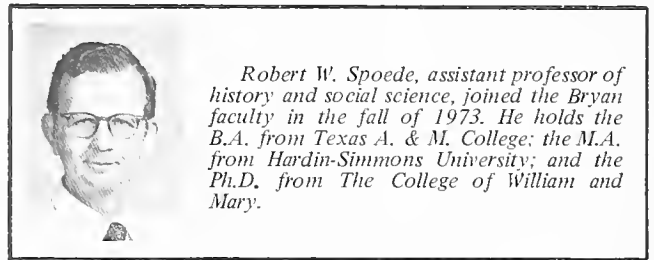 Robert W. Spoede, assistant professor of
history and social science, joined the Bryan
faculty in the fall of 1973. He holds the
B.A. from Texas A. & M. College; the M.A.
from Hardin-Simmons University; and the
Ph.D. from The College of William and
Mary.